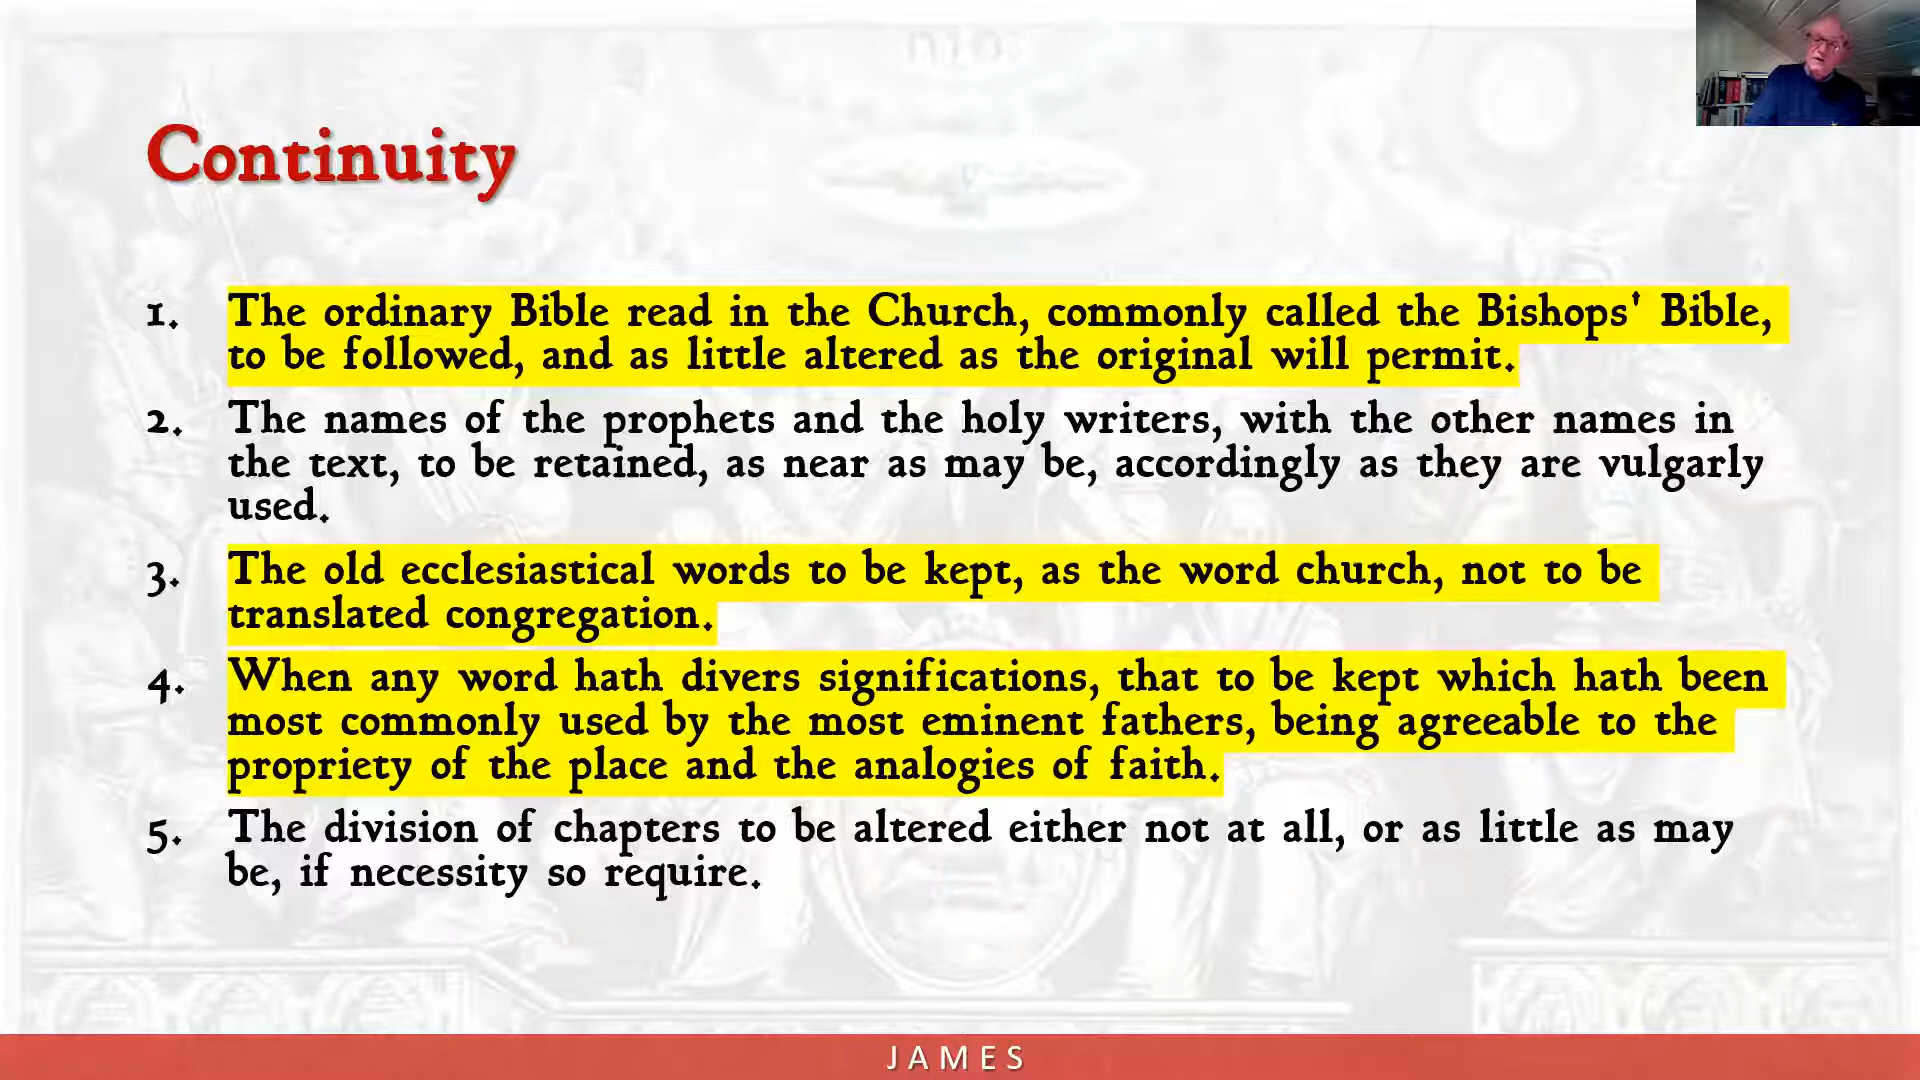 Continuity
1. The ordinary Bible read in the Church, commonly called the Bishops' Bible,
to be followed, and as little altered as the original will permit.
2. The names of the prophets and the holy writers, with the other names in
the text, to be retained, as near as may be, accordingly as they are vulgarly
used.
3. The old ecclesiastical words to be kept, as the word church, not to be
translated congregation.
4. When any word hath divers significations, that to be kept which hath been
most commonly used by the most eminent fathers, being agreeable to the
propriety of the place and the analogies of faith.
5. The division of chapters to be altered either not at all, or as little as may
be, if necessity so require.
JAMES